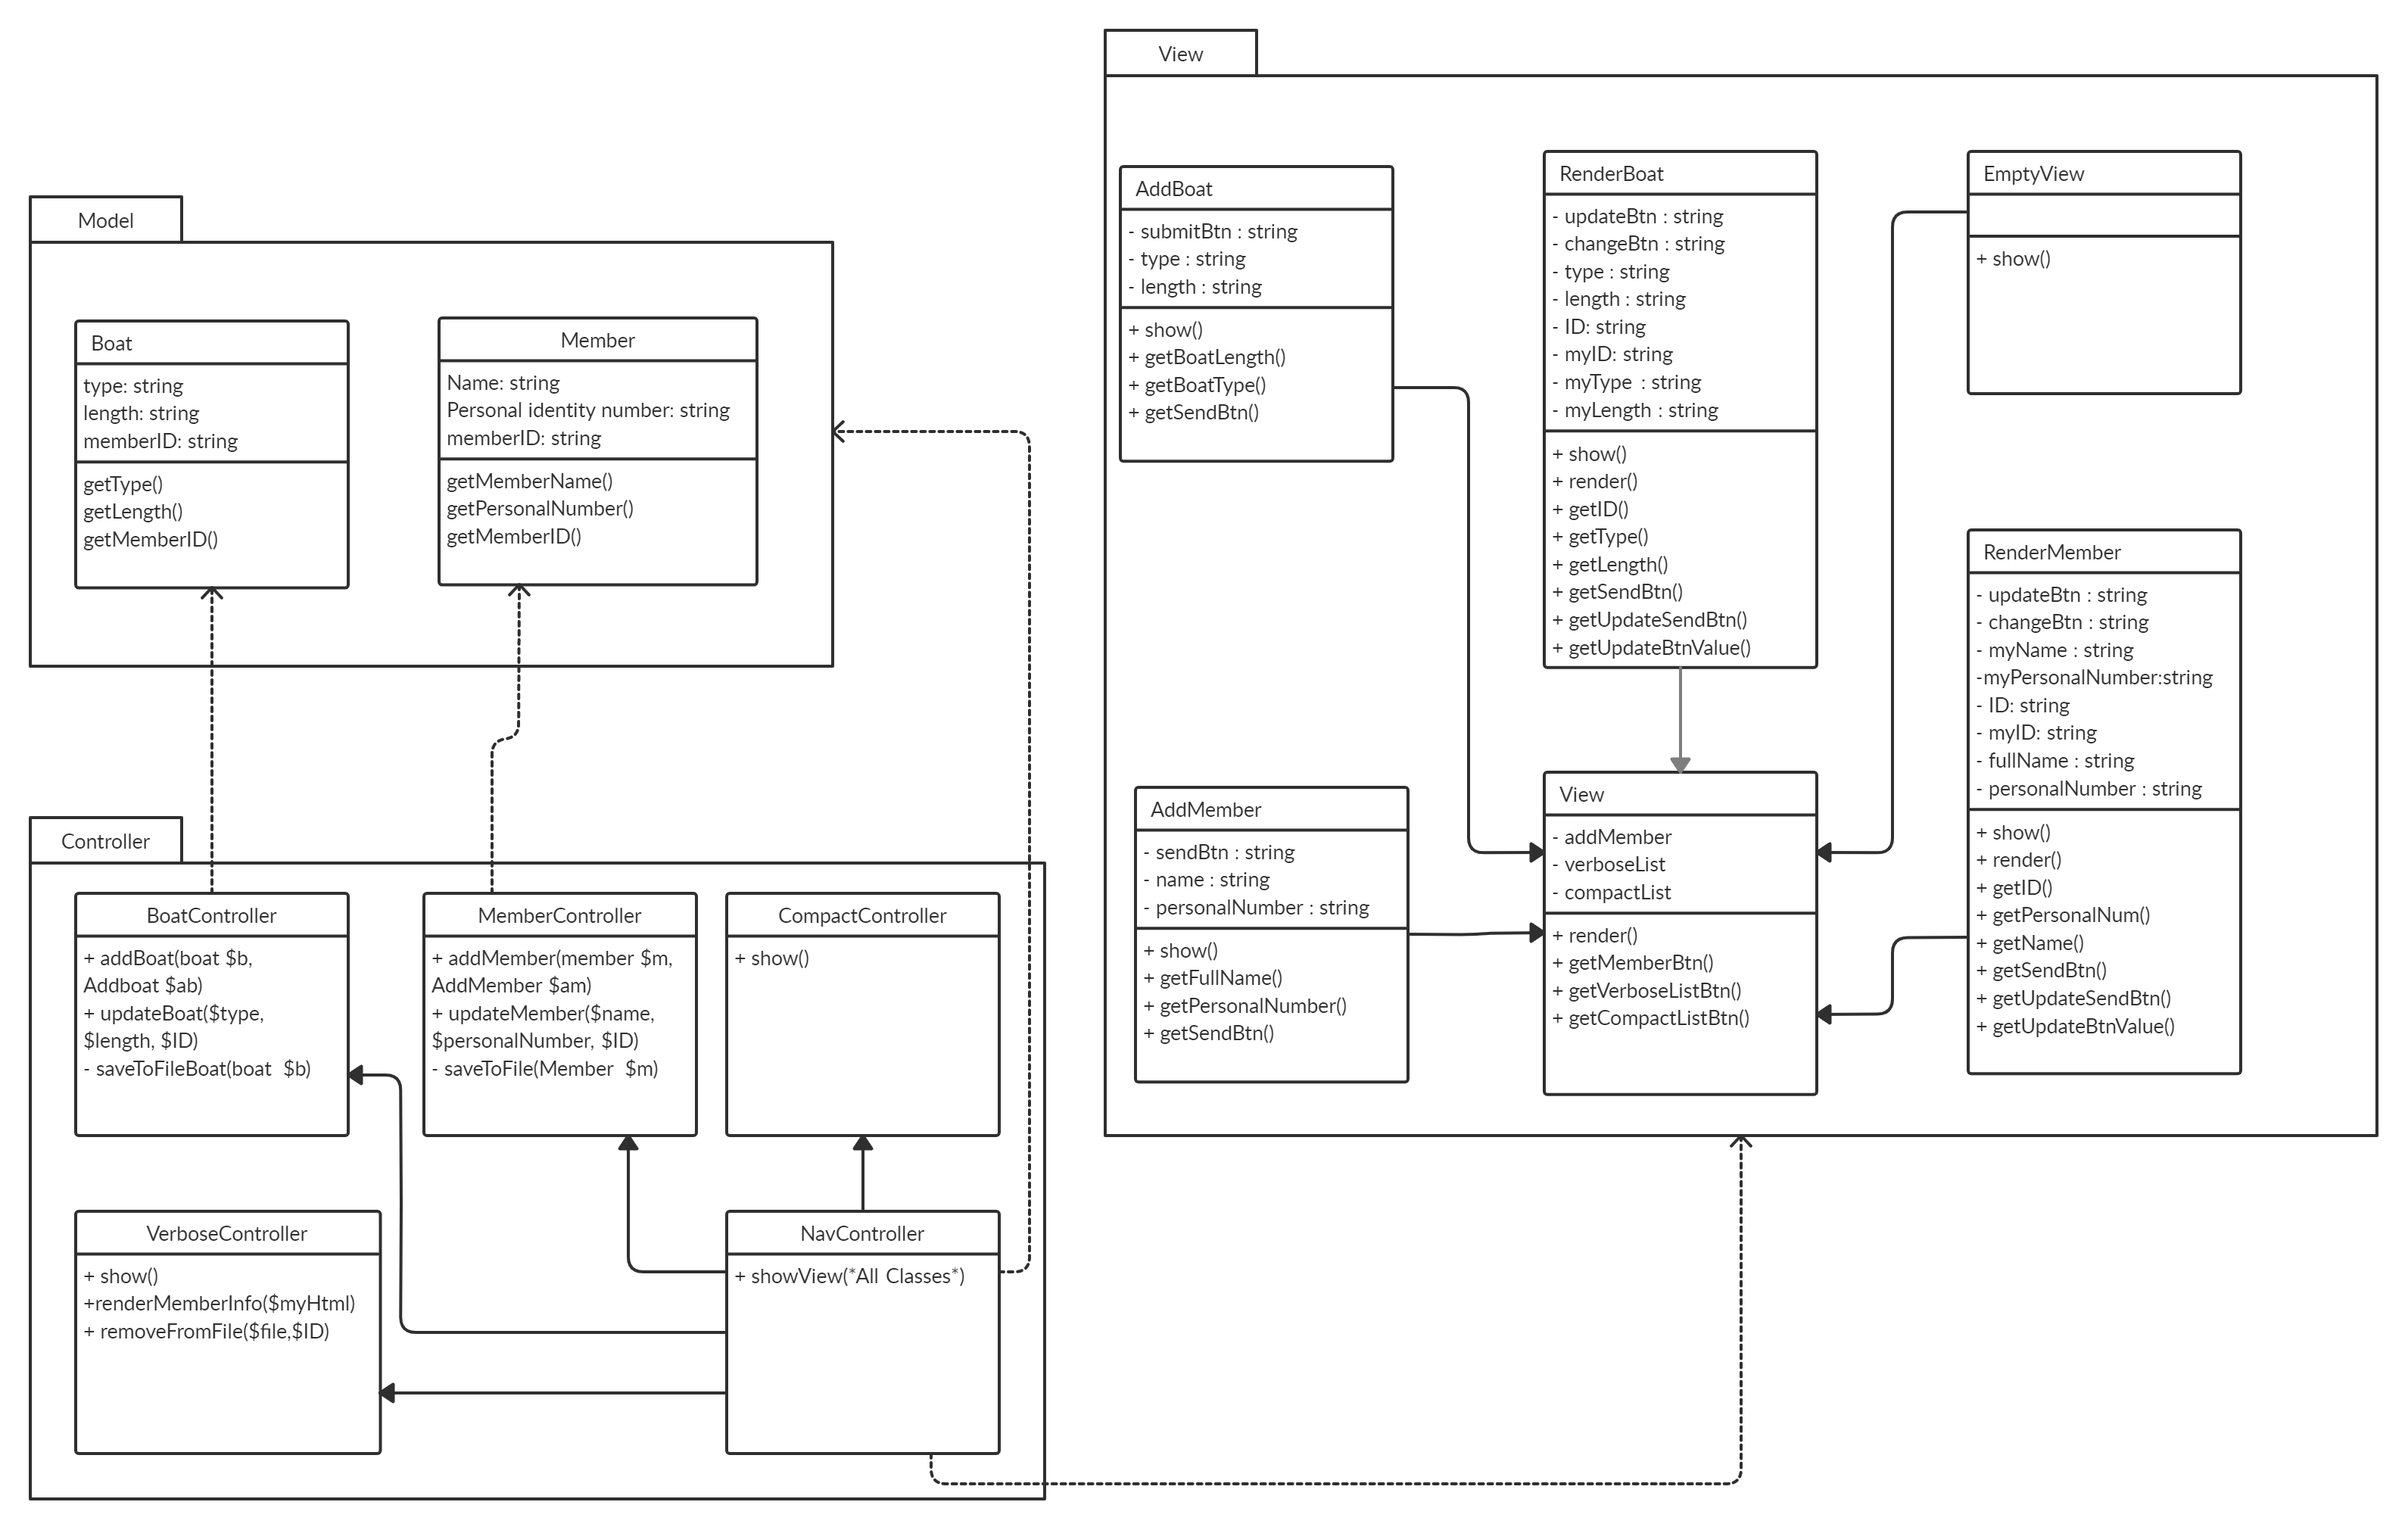 View
AddBoat
- submitBtn : string
- type : string
- length : string
+ show()
+ getBoatLength()
+ getBoatType()
+ getSendBtn()
RenderBoat
- updateBtn : string
- changeBtn : string
- type : string
- length : string
- ID: string
- myID: string
- myType : string
- myLength : string
+ show()
+ render()
+ getID()
+ getType()
+ getLength()
+ getSendBtn()
+ getUpdateSendBtn()
+ getUpdateBtnValue()
EmptyView
+ show()
Model
Boat
type: string
length: string
memberID: string
getType()
getLength()
getMemberID()
Member
Name: string
Personal identity number: string
memberID: string
getMemberName()
getPersonalNumber()
getMemberID()
RenderMember
- updateBtn : string
- changeBtn : string
- myName : string
-myPersonalNumber:string
- ID: string
- myID: string
- fullName : string
- personalNumber : string
+ show()
+ render()
+ getID()
+ getPersonalNum()
+ getName()
+ getSendBtn()
+ getUpdateSendBtn()
+ getUpdateBtnValue()
AddMember
- sendBtn : string
- name : string
- personalNumber : string
+ show()
+ getFullName()
+ getPersonalNumber()
+ getSendBtn()
View
- addMember
- verboseList
- compactList
+ render()
+ getMemberBtn()
+ getVerboseListBtn()
+ getCompactListBtn()
Controller
BoatController
+ addBoat(boat $b,
Addboat $ab)
+ updateBoat($type,
$length, $ID)
- saveToFileBoat(boat $b)
MemberController
+ addMember(member $m,
AddMember $am)
+ updateMember($name,
$personalNumber, $ID)
- saveToFile(Member $m)
CompactController
+ show()
VerboseController
+ show()
+renderMemberInfo($myHtml)
+ removeFromFile($file,$ID)
NavController
+ showView(*All Classes*)